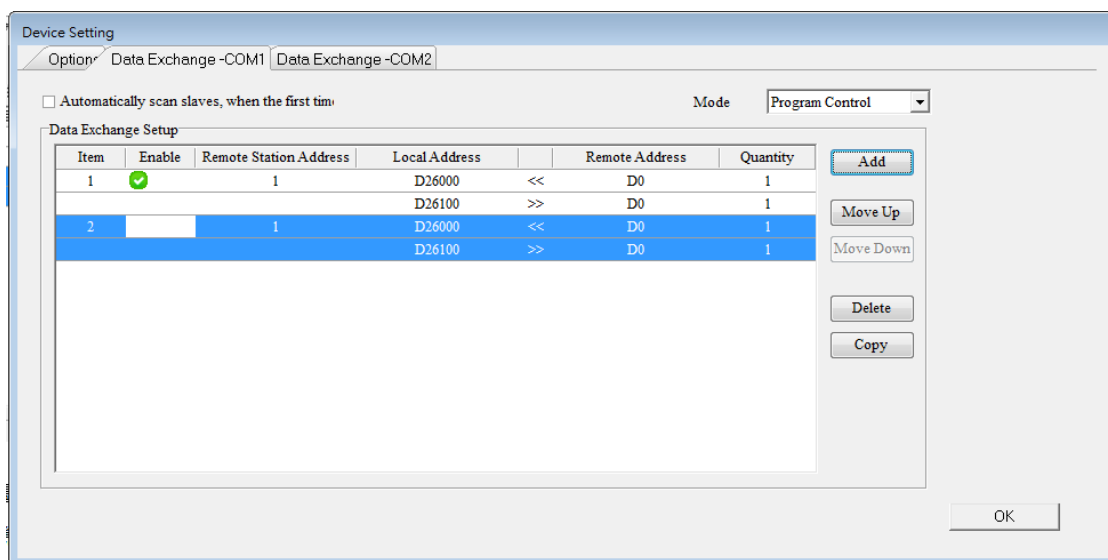 Device Setting
Data Exchange -COM1 Data Exchange -COM2
Automatically scan slaves, when the first Mode Program Control
Data Exchange Setup
Item Enable Remote Station Address Local Address Remote Address Quantity Add
1 1 D26000 << D0 1
D26100 >> D0 1 Move Up
2 1 D26000 << D0 1
D26100 >> D0 1 Move Down
Delete
Copy
OK